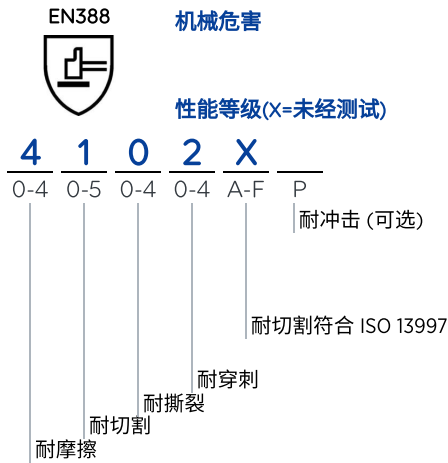 EN388
机械危害
性能等级(X=未经测试)
4 1 0 2 X
0-4 0-5 0-4 0-4 A-F P
耐冲击 (可选)
耐切割符合 ISO 13997
耐穿刺
耐撕裂
耐切割
耐摩擦